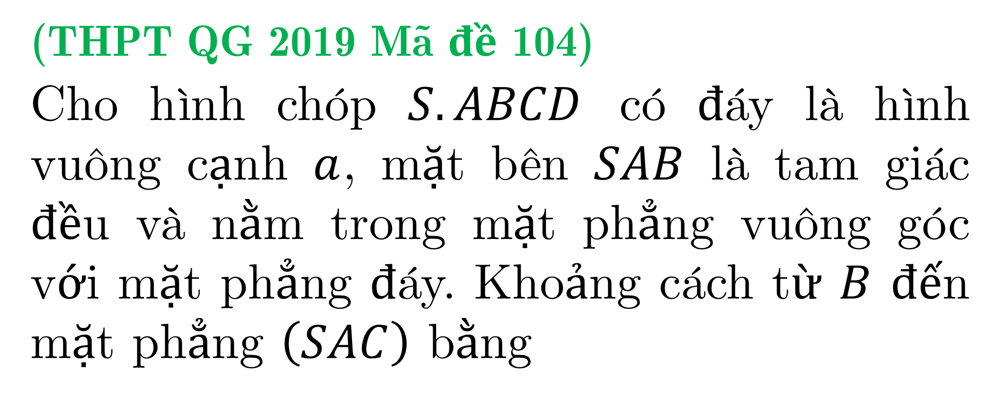 (THPT QG 2019 Mã đề 104)
Cho hình chóp S.ABCD có đáy là hình
vuông cạnh a, mặt bên SAB là tam giác
đều và nằm trong mặt phẳng vuông góc
với mặt phẳng đáy. Khoảng cách từ B đến
mặt phẳng (SAC) bằng